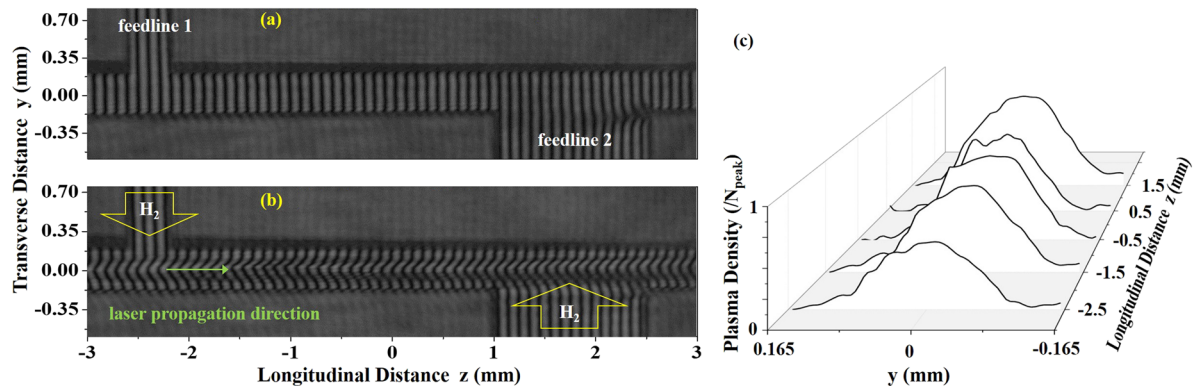 (a)
feedline 1
0.70
0.35
0.00
-0.35
feedline 2
Transverse Distance y (mm)
(b)
H2
0.70
0.35
0.00
-0.35
laser propagation direction
H2
-3 -2 -1 0 1 2 3
Longitudinal Distance z (mm)
(c)
Plasma Density (/Npeak)
1
0
0.165 0 -0.165
y (mm)
1.5
0.5
-0.5
-1.5
-2.5
Longitudinal Distance z (mm)